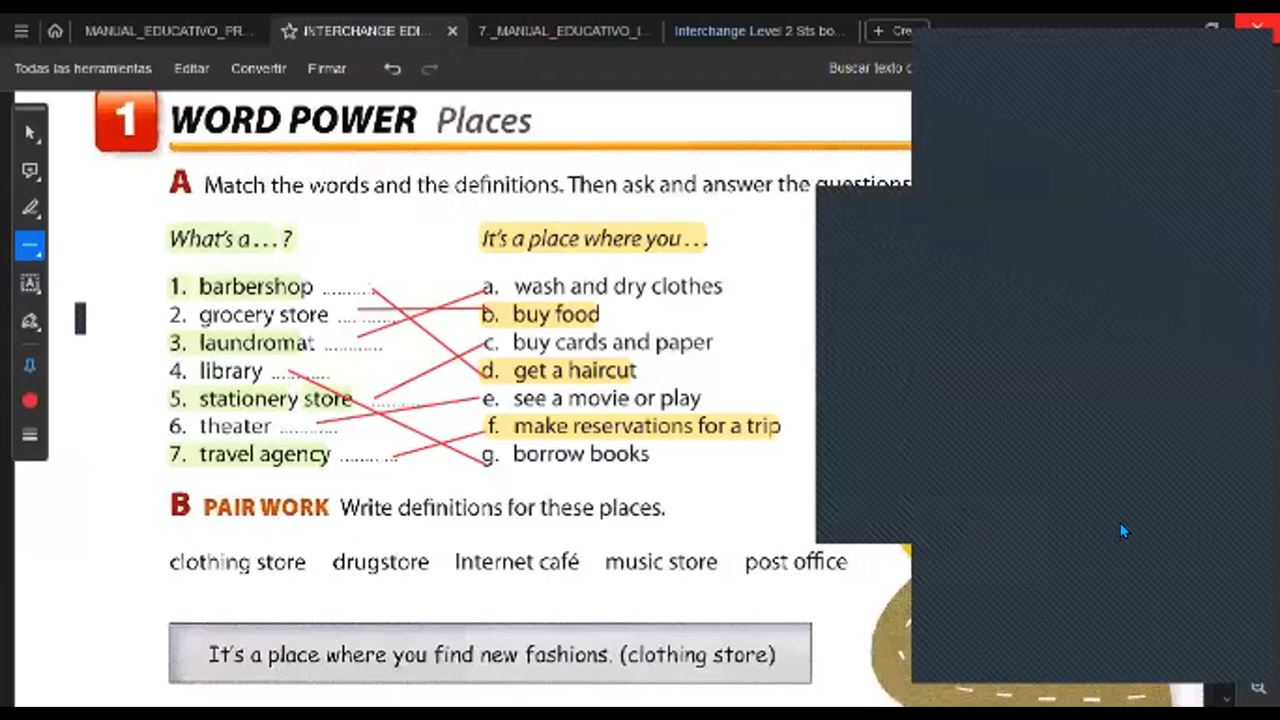 MANUAL_EDUCATIVO_PR...
INTERCHANGE EDI...
7._MANUAL_EDUCATIVO_I...
Interchange Level 2 Sts bo...
+ Cre
Todas las herramientas Editar Convertir Firmar
Buscar texto o
1 WORD POWER Places
A Match the words and the definitions. Then ask and answer the questions
What's a ... ? It's a place where you ...
1. barbershop .......... a. wash and dry clothes
2. grocery store .......... b. buy food
3. laundromat .......... c. buy cards and paper
4. library .......... d. get a haircut
5. stationery store .......... e. see a movie or play
6. theater .......... f. make reservations for a trip
7. travel agency .......... g. borrow books
B PAIR WORK Write definitions for these places.
clothing store drugstore Internet café music store post office
It's a place where you find new fashions. (clothing store)